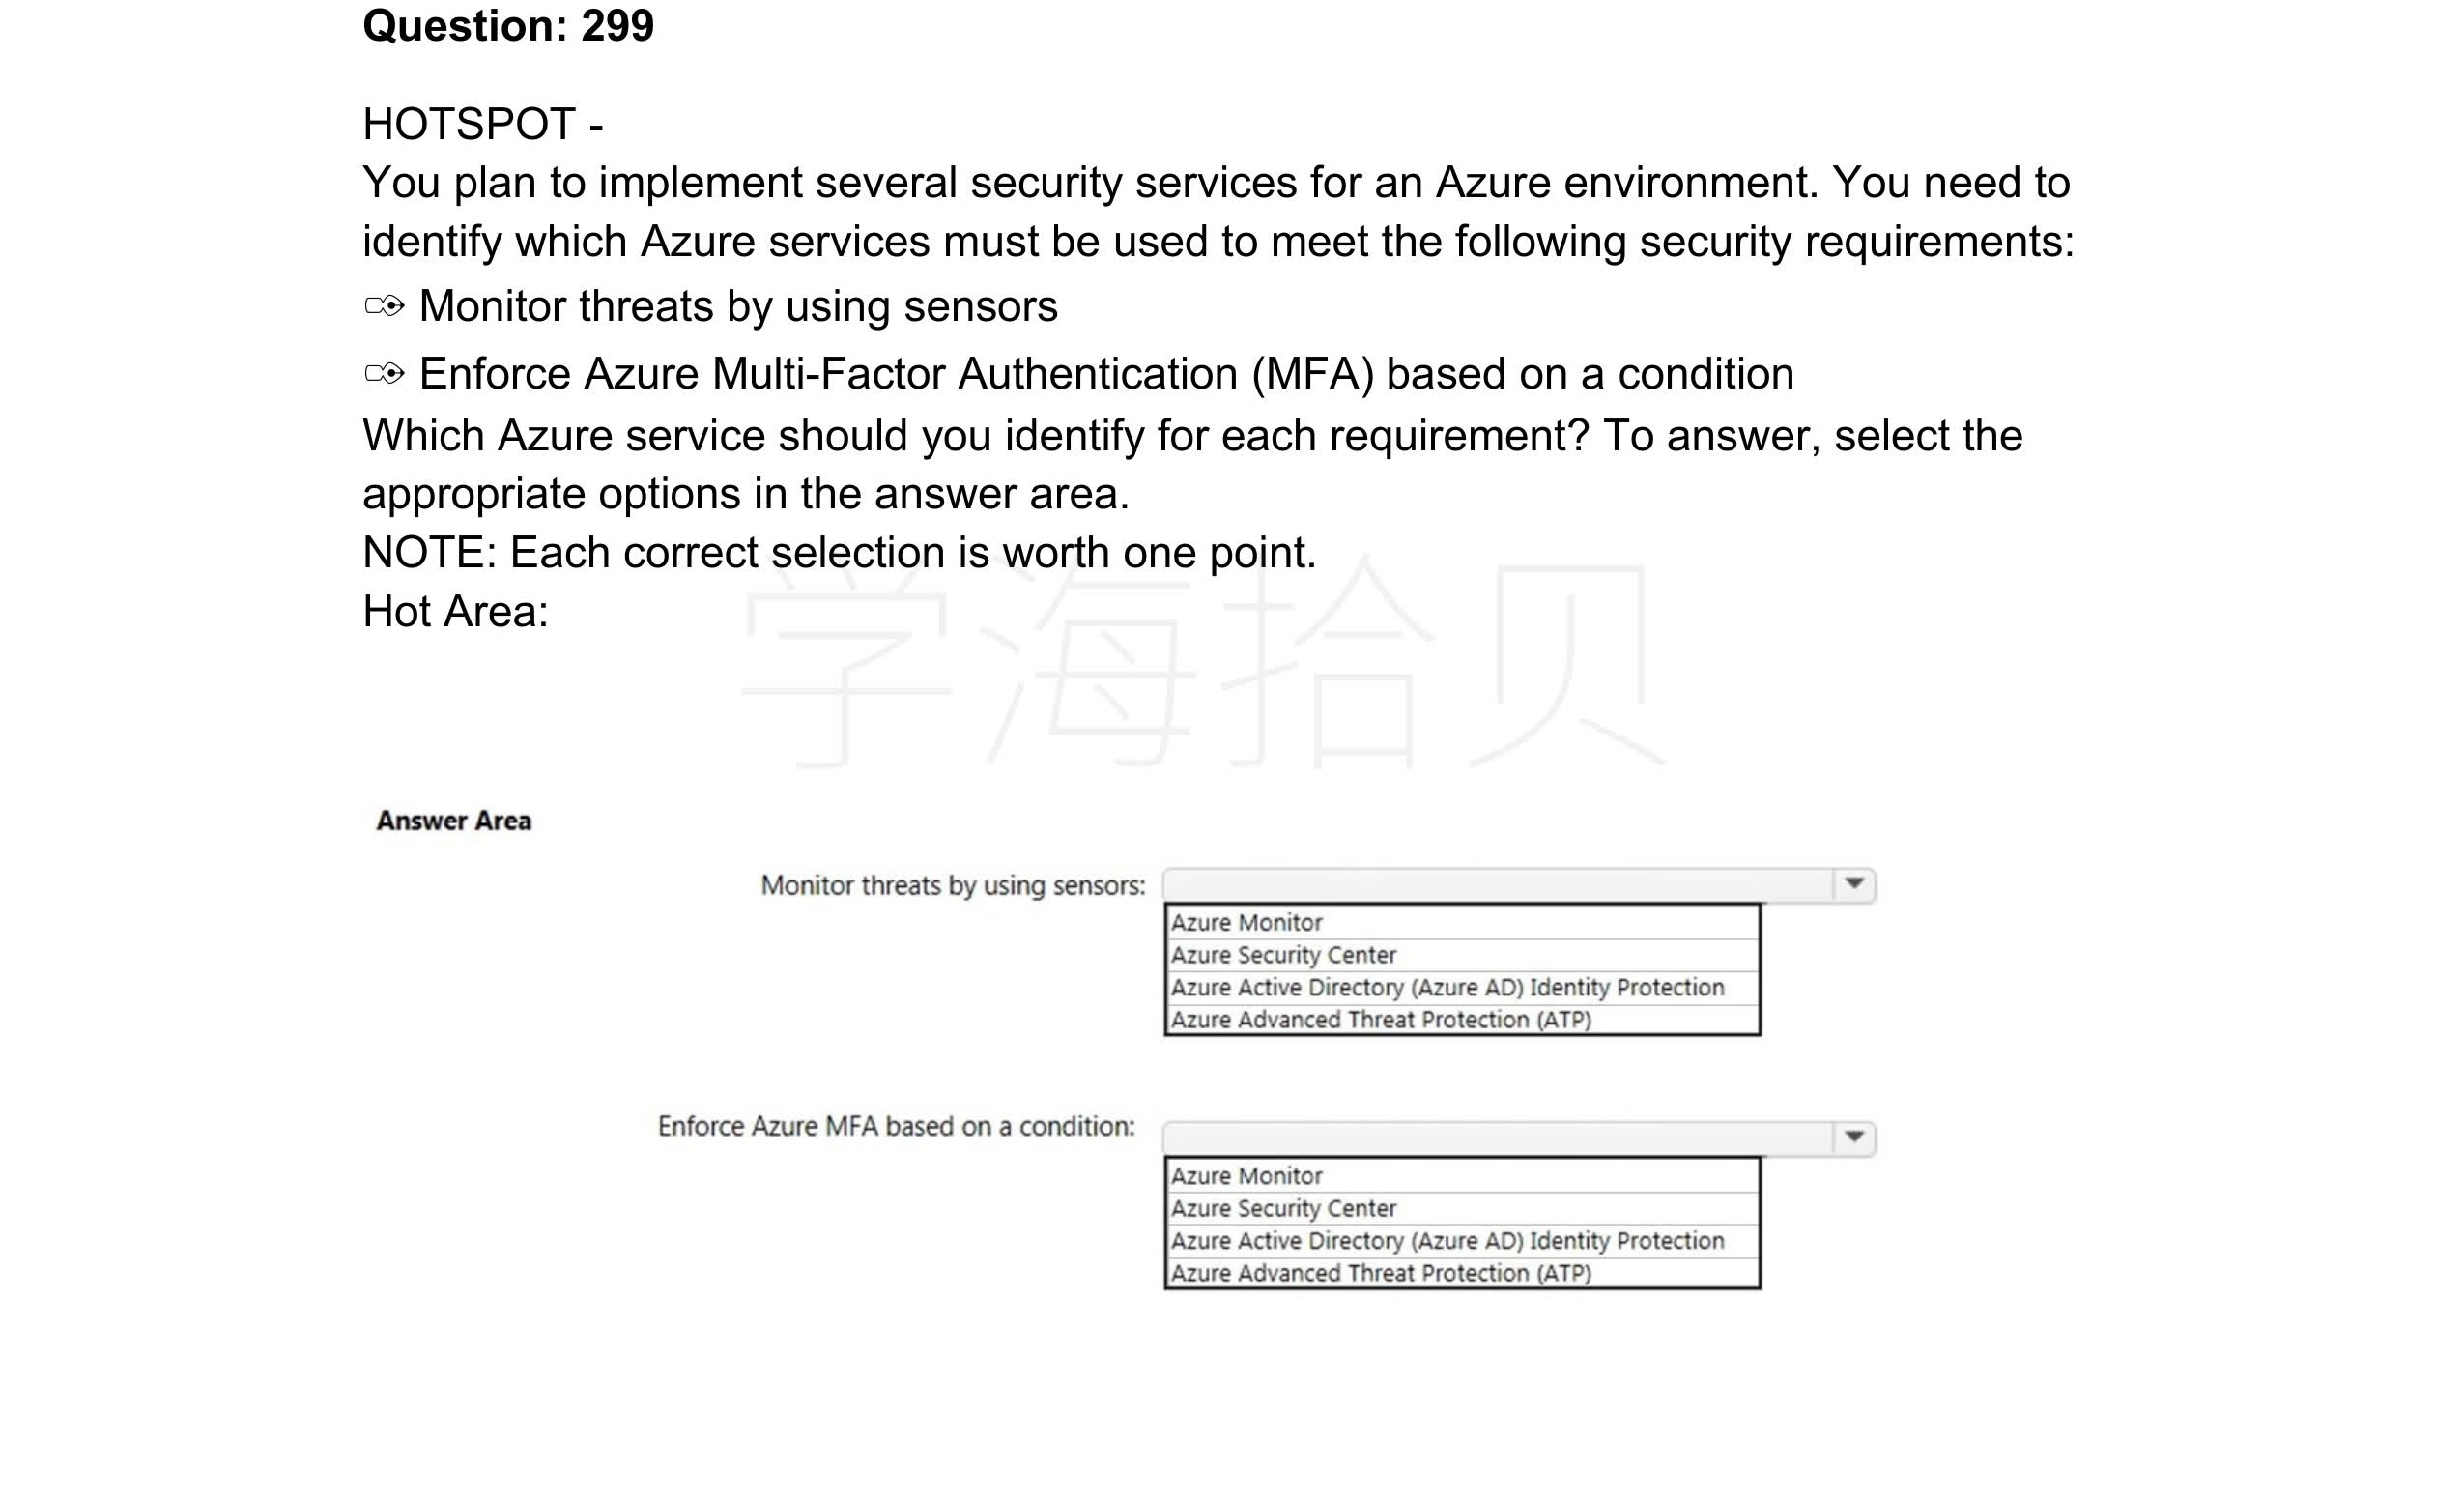 Question: 299
HOTSPOT -
You plan to implement several security services for an Azure environment. You need to
identify which Azure services must be used to meet the following security requirements:
Monitor threats by using sensors
Enforce Azure Multi-Factor Authentication (MFA) based on a condition
Which Azure service should you identify for each requirement? To answer, select the
appropriate options in the answer area.
NOTE: Each correct selection is worth one point.
Hot Area:
学海拾贝
Answer Area
Monitor threats by using sensors:
Azure Monitor
Azure Security Center
Azure Active Directory (Azure AD) Identity Protection
Azure Advanced Threat Protection (ATP)
Enforce Azure MFA based on a condition:
Azure Monitor
Azure Security Center
Azure Active Directory (Azure AD) Identity Protection
Azure Advanced Threat Protection (ATP)